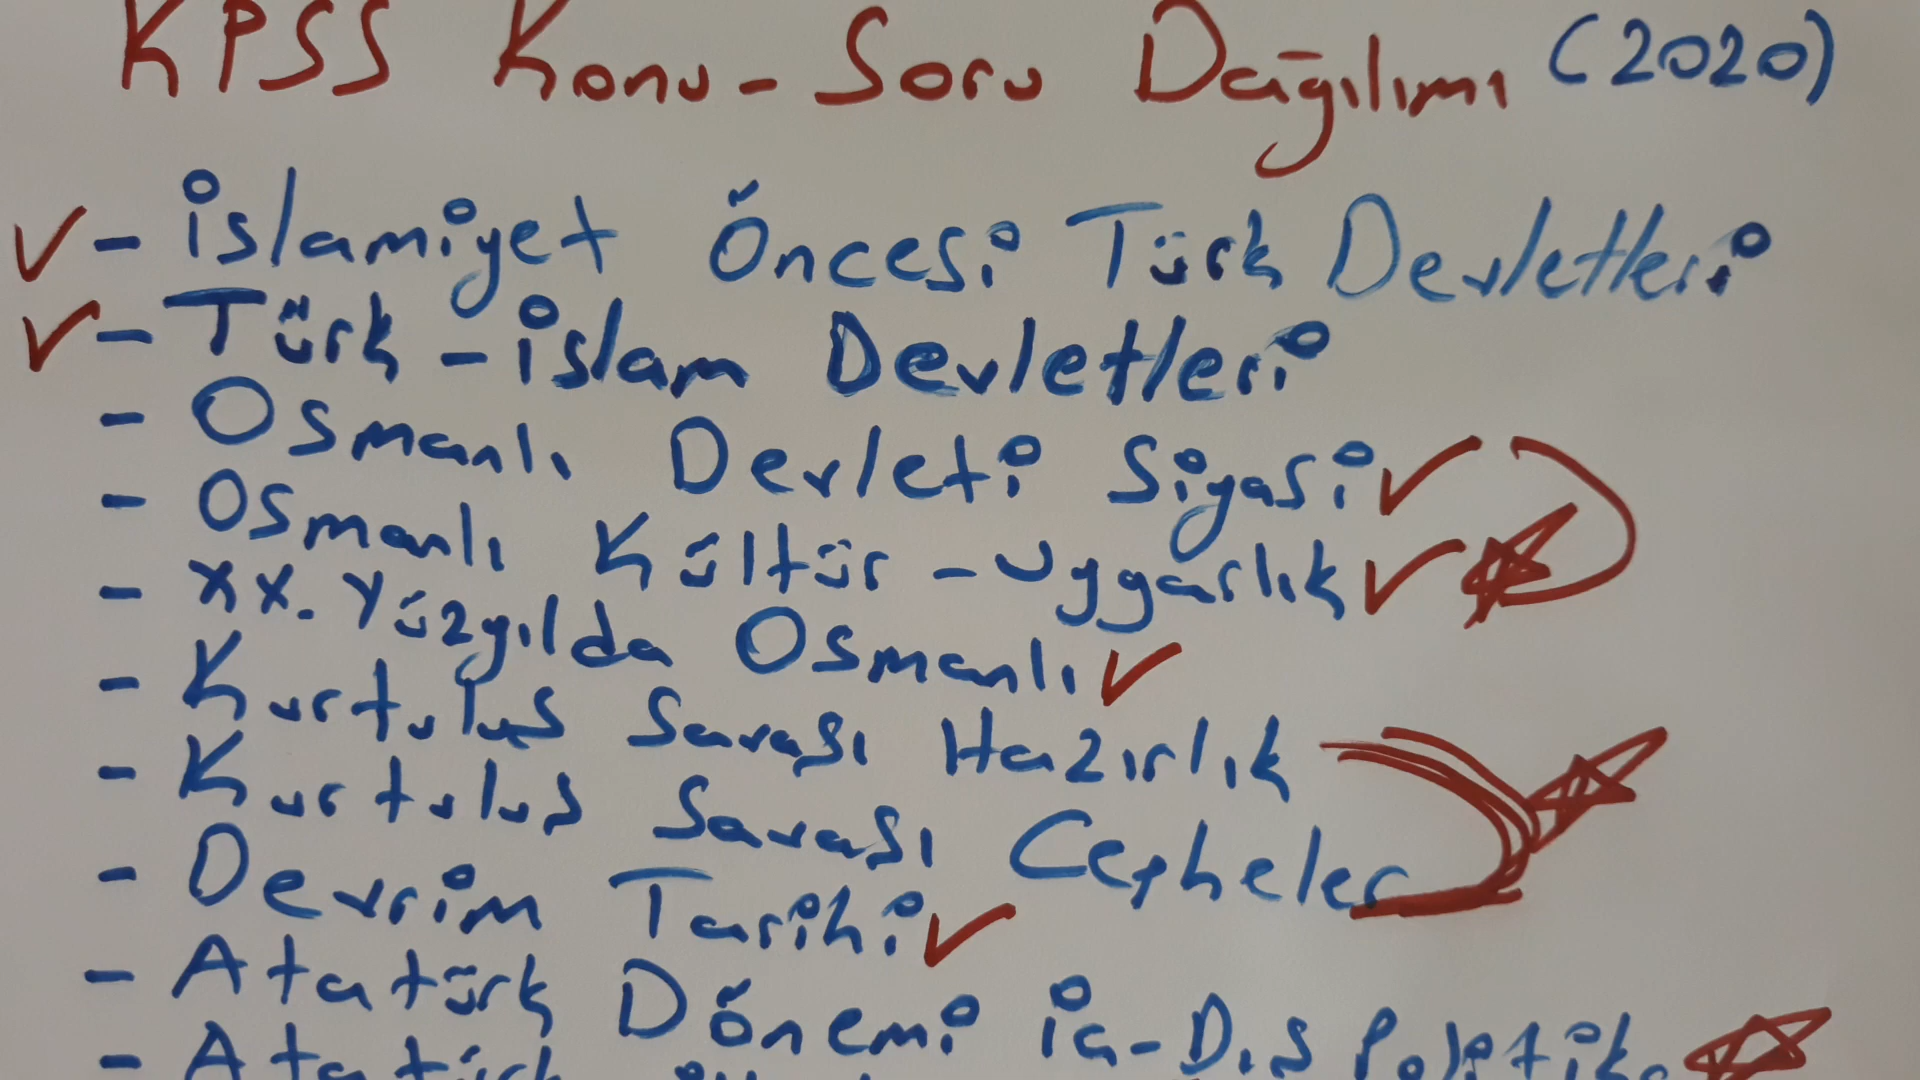 KPSS Konu-Soru Dağılımı (2020)
- İslamiyet Öncesi Türk Devletleri
- Türk-İslam Devletleri
- Osmanlı Devleti Siyasi
- Osmanlı Kültür-Uygarlık
- XX. Yüzyılda Osmanlı
- Kurtuluş Savaşı Hazırlık
- Kurtuluş Savaşı Cepheler
- Devrim Tarihi
- Atatürk Dönemi İç-Dış Politika
- Atatürk